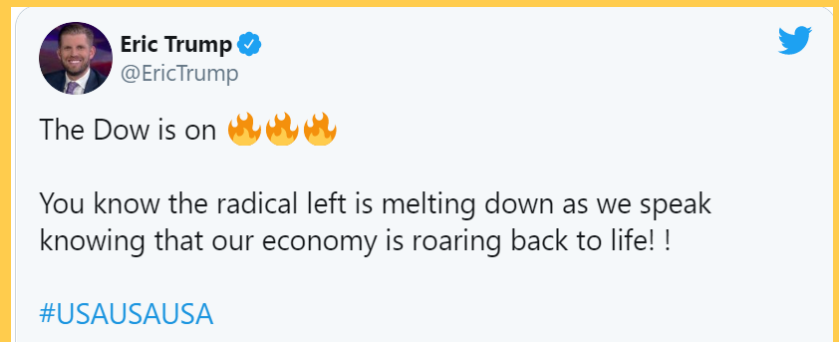 Eric Trump
@EricTrump
The Dow is on 🔥🔥🔥
You know the radical left is melting down as we speak
knowing that our economy is roaring back to life! !
#USAUSAUSA